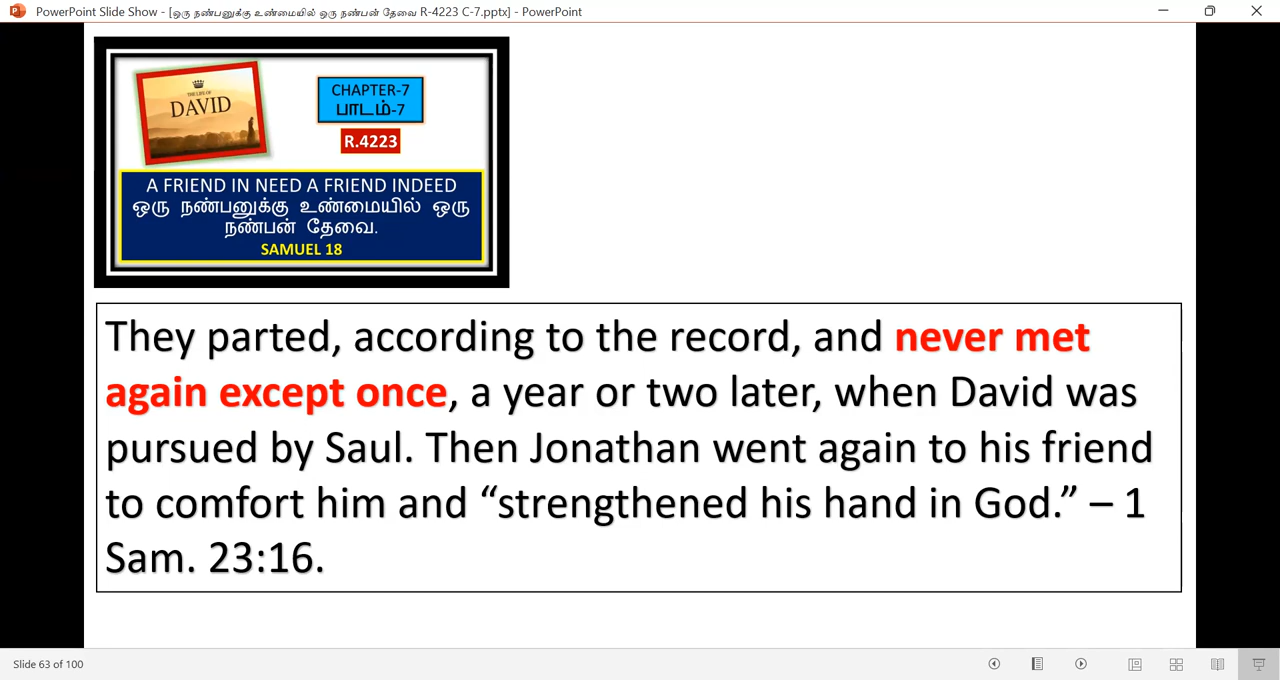 PowerPoint Slide Show - [ஒரு நண்பனுக்கு உண்மையில் ஒரு நண்பன் தேவை R-4223 C-7.pptx] - PowerPoint
THE LIFE OF
DAVID
CHAPTER-7
பாடம்-7
R.4223
A FRIEND IN NEED A FRIEND INDEED
ஒரு நண்பனுக்கு உண்மையில் ஒரு
நண்பன் தேவை.
SAMUEL 18
They parted, according to the record, and never met
again except once, a year or two later, when David was
pursued by Saul. Then Jonathan went again to his friend
to comfort him and “strengthened his hand in God.” – 1
Sam. 23:16.
Slide 63 of 100